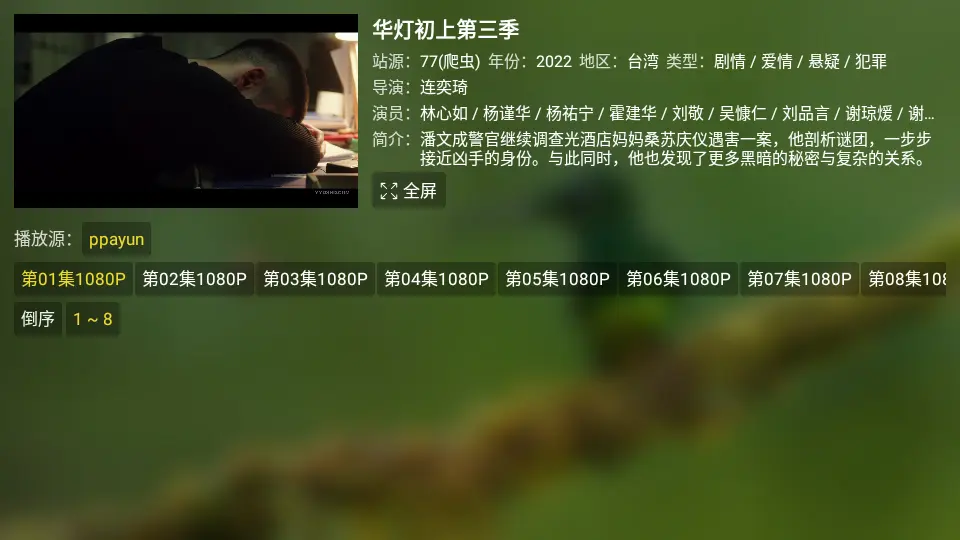 华灯初上第三季
站源：77(爬虫) 年份：2022 地区：台湾 类型：剧情 / 爱情 / 悬疑 / 犯罪
导演：连奕琦
演员：林心如 / 杨谨华 / 杨祐宁 / 霍建华 / 刘敬 / 吴慷仁 / 刘品言 / 谢琼煖 / 谢...
简介：潘文成警官继续调查光酒店妈妈桑苏庆仪遇害一案，他剖析谜团，一步步
接近凶手的身份。与此同时，他也发现了更多黑暗的秘密与复杂的关系。
全屏
播放源：ppayun
第01集1080P 第02集1080P 第03集1080P 第04集1080P 第05集1080P 第06集1080P 第07集1080P 第08集108
倒序 1 ~ 8